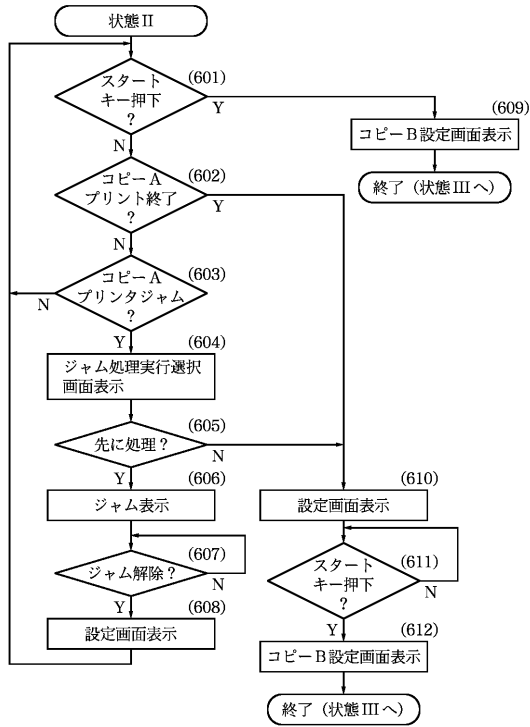 状態Ⅱ
(601)
スタート
キー押下
?
Y
N
(609)
コピーB設定画面表示
終了(状態Ⅲへ)
(602)
コピーA
プリント終了
?
Y
N
(603)
コピーA
プリンタジャム
?
N
Y
(604)
ジャム処理実行選択
画面表示
(605)
先に処理?
N
Y
(606)
ジャム表示
(607)
ジャム解除?
N
Y
(608)
設定画面表示
(610)
設定画面表示
(611)
スタート
キー押下
?
N
Y
(612)
コピーB設定画面表示
終了(状態Ⅲへ)